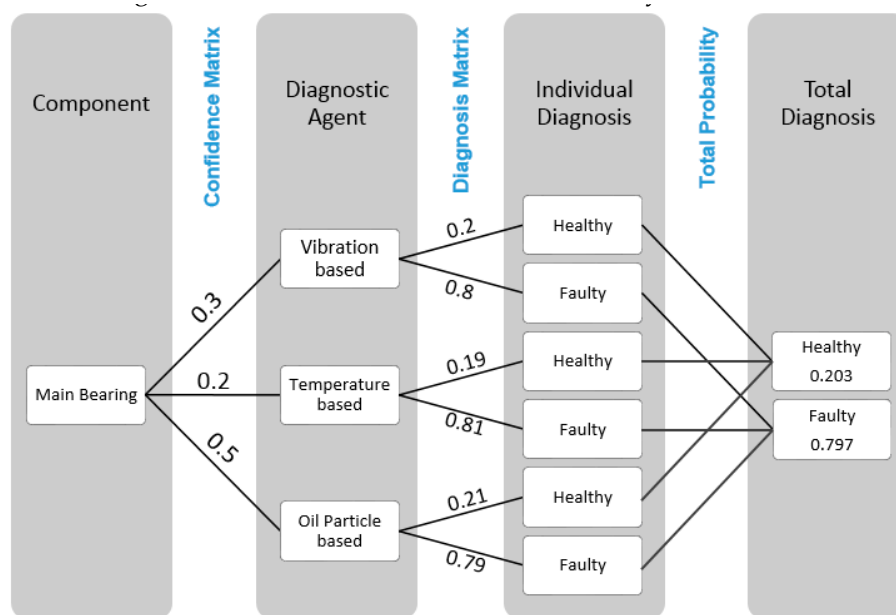 Component
Confidence Matrix
Diagnostic
Agent
Diagnosis Matrix
Individual
Diagnosis
Total Probability
Total
Diagnosis
Main Bearing
0.3
0.2
0.5
Vibration
based
Temperature
based
Oil Particle
based
0.2
0.8
0.19
0.81
0.21
0.79
Healthy
Faulty
Healthy
Faulty
Healthy
Faulty
Healthy
0.203
Faulty
0.797